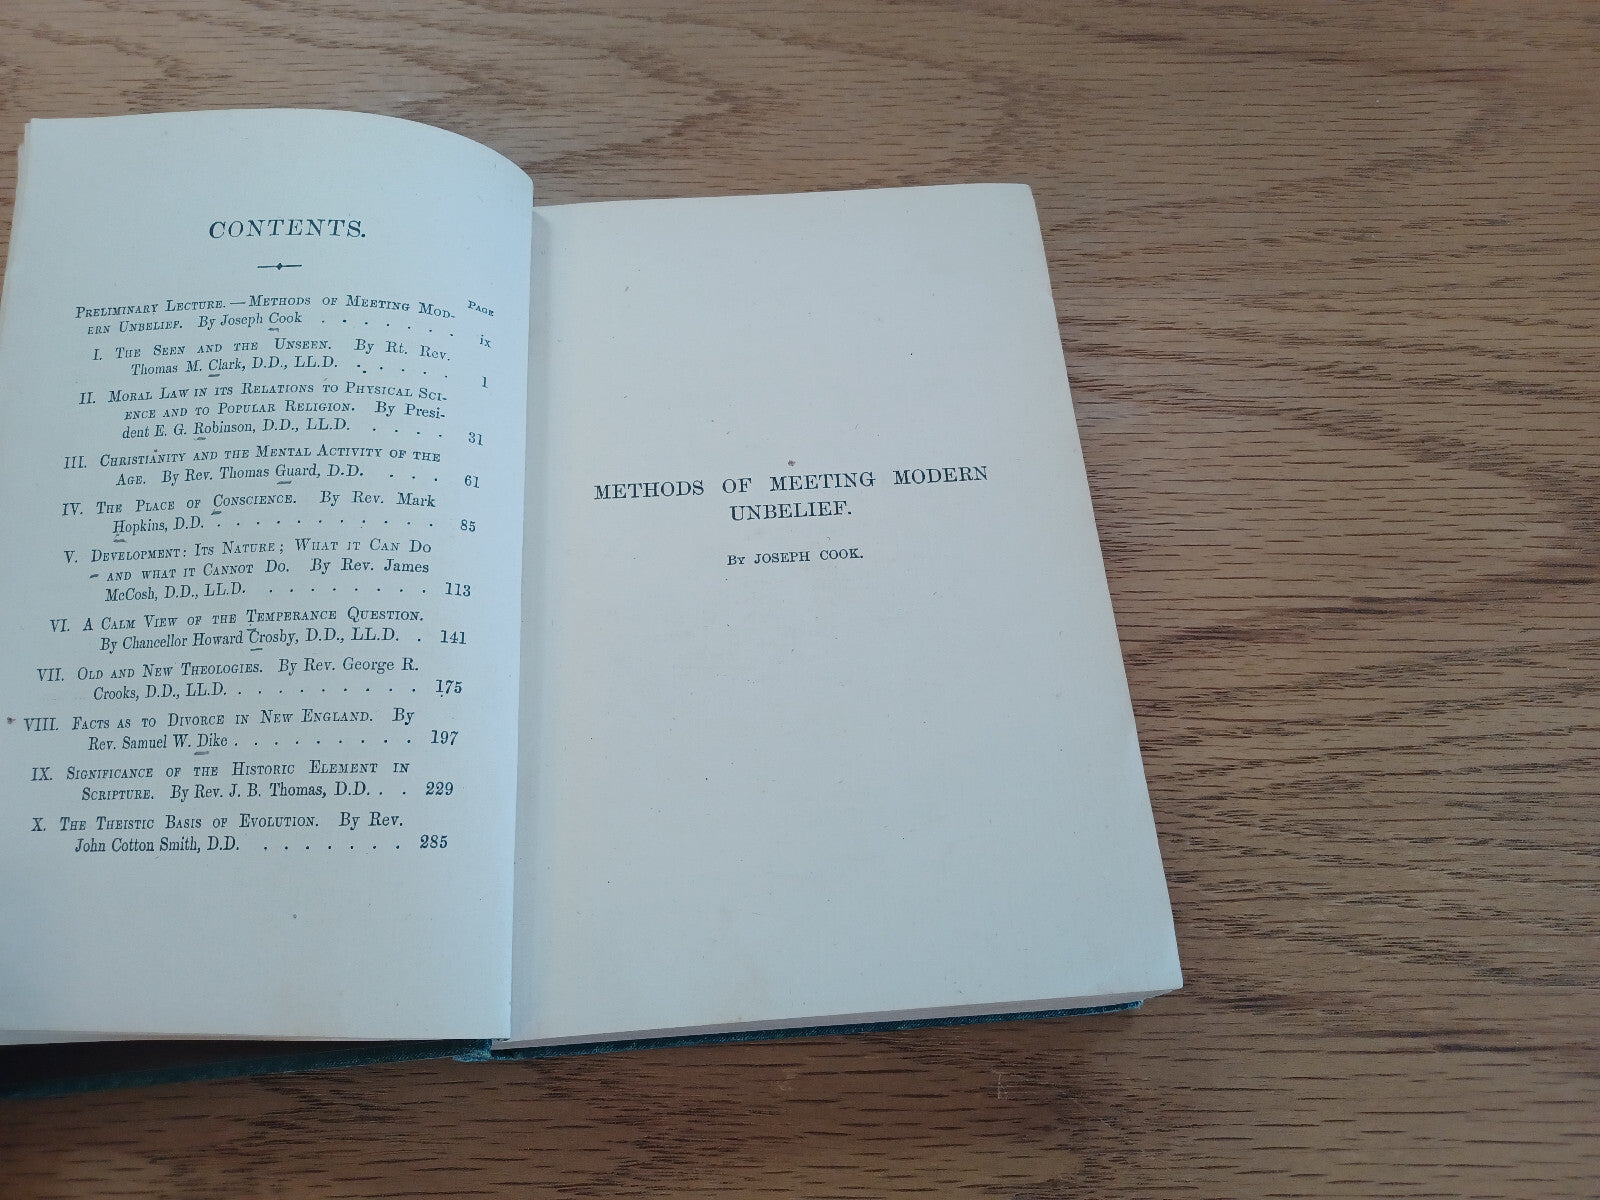 CONTENTS.
PRELIMINARY LECTURE. — METHODS OF MEETING MOD-
ERN UNBELIEF. By Joseph Cook . . . . . . .
PAGE
ix
I. THE SEEN AND THE UNSEEN. By Rt. Rev.
Thomas M. Clark, D.D., LL.D. . . . . . 1
II. MORAL LAW IN ITS RELATIONS TO PHYSICAL SCI-
ENCE AND TO POPULAR RELIGION. By Presi-
dent E. G. Robinson, D.D., LL.D. . . . . 31
III. CHRISTIANITY AND THE MENTAL ACTIVITY OF THE
AGE. By Rev. Thomas Guard, D.D. . . . 61
IV. THE PLACE OF CONSCIENCE. By Rev. Mark
Hopkins, D.D. . . . . . . . . . . . 85
V. DEVELOPMENT: ITS NATURE; WHAT IT CAN DO
AND WHAT IT CANNOT DO. By Rev. James
McCosh, D.D., LL.D. . . . . . . . . 113
VI. A CALM VIEW OF THE TEMPERANCE QUESTION.
By Chancellor Howard Crosby, D.D., LL.D. . 141
VII. OLD AND NEW THEOLOGIES. By Rev. George R.
Crooks, D.D., LL.D. . . . . . . . . . 175
VIII. FACTS AS TO DIVORCE IN NEW ENGLAND. By
Rev. Samuel W. Dike . . . . . . . . . 197
IX. SIGNIFICANCE OF THE HISTORIC ELEMENT IN
SCRIPTURE. By Rev. J. B. Thomas, D.D. . . 229
X. THE THEISTIC BASIS OF EVOLUTION. By Rev.
John Cotton Smith, D.D. . . . . . . . 285
METHODS OF MEETING MODERN
UNBELIEF.
BY JOSEPH COOK.